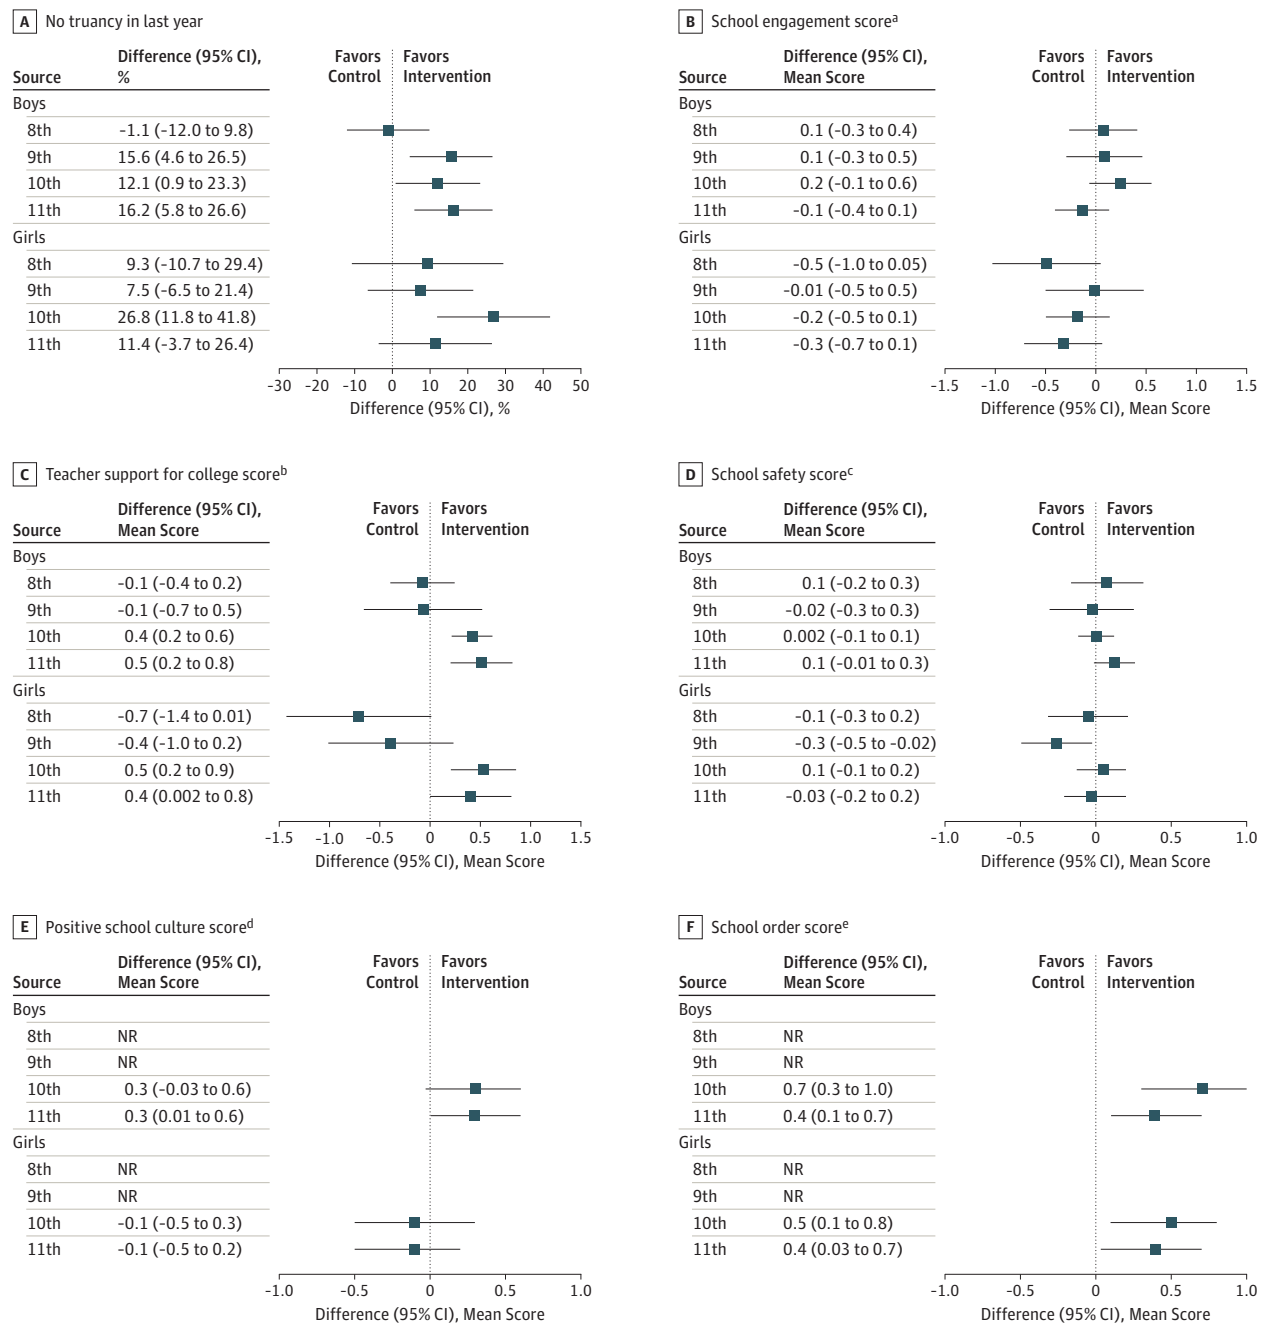 A No truancy in last year
Difference (95% CI), Favors Favors
Source % Control Intervention
Boys
8th -1.1 (-12.0 to 9.8)
9th 15.6 (4.6 to 26.5)
10th 12.1 (0.9 to 23.3)
11th 16.2 (5.8 to 26.6)
Girls
8th 9.3 (-10.7 to 29.4)
9th 7.5 (-6.5 to 21.4)
10th 26.8 (11.8 to 41.8)
11th 11.4 (-3.7 to 26.4)
-30 -20 -10 0 10 20 30 40 50
Difference (95% CI), %
B School engagement scoreᵃ
Difference (95% CI), Favors Favors
Source Mean Score Control Intervention
Boys
8th 0.1 (-0.3 to 0.4)
9th 0.1 (-0.3 to 0.5)
10th 0.2 (-0.1 to 0.6)
11th -0.1 (-0.4 to 0.1)
Girls
8th -0.5 (-1.0 to 0.05)
9th -0.01 (-0.5 to 0.5)
10th -0.2 (-0.5 to 0.1)
11th -0.3 (-0.7 to 0.1)
-1.5 -1.0 -0.5 0 0.5 1.0 1.5
Difference (95% CI), Mean Score
C Teacher support for college scoreᵇ
Difference (95% CI), Favors Favors
Source Mean Score Control Intervention
Boys
8th -0.1 (-0.4 to 0.2)
9th -0.1 (-0.7 to 0.5)
10th 0.4 (0.2 to 0.6)
11th 0.5 (0.2 to 0.8)
Girls
8th -0.7 (-1.4 to 0.01)
9th -0.4 (-1.0 to 0.2)
10th 0.5 (0.2 to 0.9)
11th 0.4 (0.002 to 0.8)
-1.5 -1.0 -0.5 0 0.5 1.0 1.5
Difference (95% CI), Mean Score
D School safety scoreᶜ
Difference (95% CI), Favors Favors
Source Mean Score Control Intervention
Boys
8th 0.1 (-0.2 to 0.3)
9th -0.02 (-0.3 to 0.3)
10th 0.002 (-0.1 to 0.1)
11th 0.1 (-0.01 to 0.3)
Girls
8th -0.1 (-0.3 to 0.2)
9th -0.3 (-0.5 to -0.02)
10th 0.1 (-0.1 to 0.2)
11th -0.03 (-0.2 to 0.2)
-1.0 -0.5 0 0.5 1.0
Difference (95% CI), Mean Score
E Positive school culture scoreᵈ
Difference (95% CI), Favors Favors
Source Mean Score Control Intervention
Boys
8th NR
9th NR
10th 0.3 (-0.03 to 0.6)
11th 0.3 (0.01 to 0.6)
Girls
8th NR
9th NR
10th -0.1 (-0.5 to 0.3)
11th -0.1 (-0.5 to 0.2)
-1.0 -0.5 0 0.5 1.0
Difference (95% CI), Mean Score
F School order scoreᵉ
Difference (95% CI), Favors Favors
Source Mean Score Control Intervention
Boys
8th NR
9th NR
10th 0.7 (0.3 to 1.0)
11th 0.4 (0.1 to 0.7)
Girls
8th NR
9th NR
10th 0.5 (0.1 to 0.8)
11th 0.4 (0.03 to 0.7)
-1.0 -0.5 0 0.5 1.0
Difference (95% CI), Mean Score